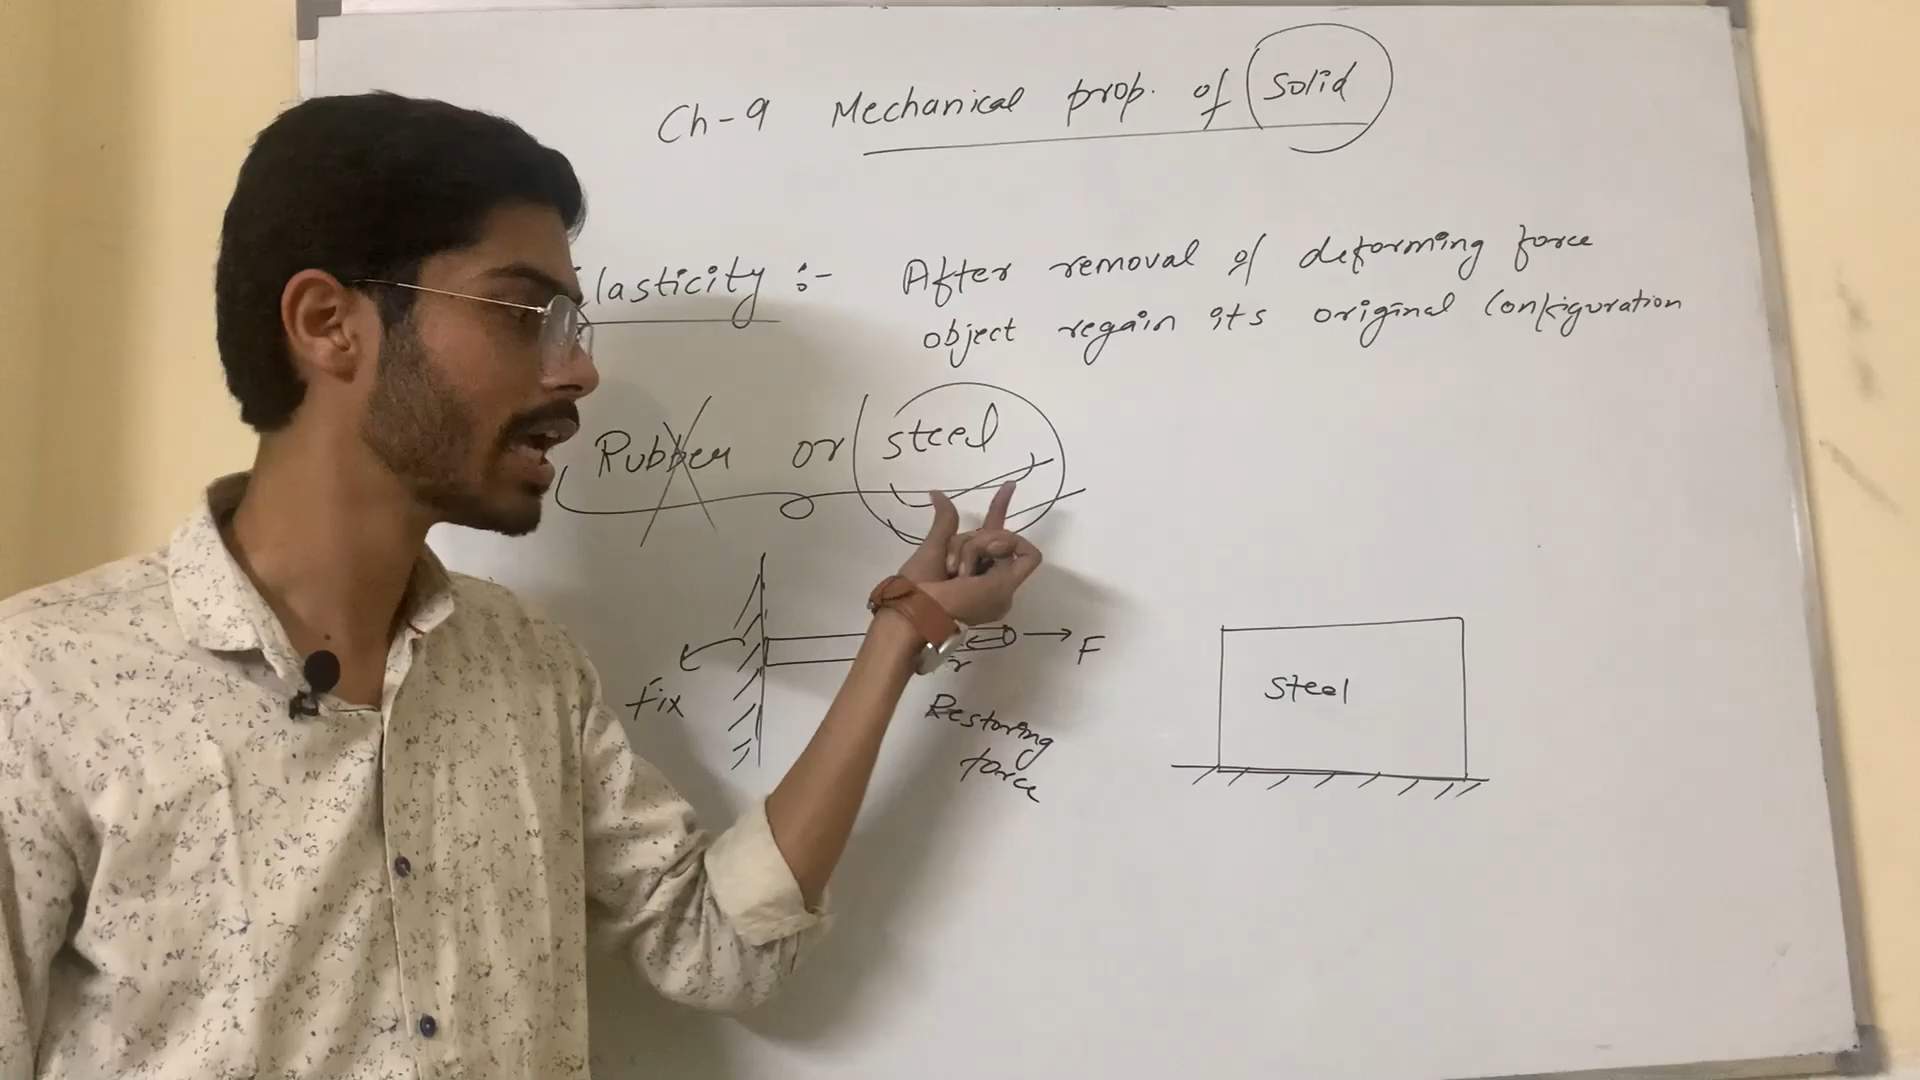 Ch-9 Mechanical prop. of Solid
Elasticity :- After removal of deforming force
object regain its original Configuration
Rubber or steel
F
Fix
Restoring
force
Steel